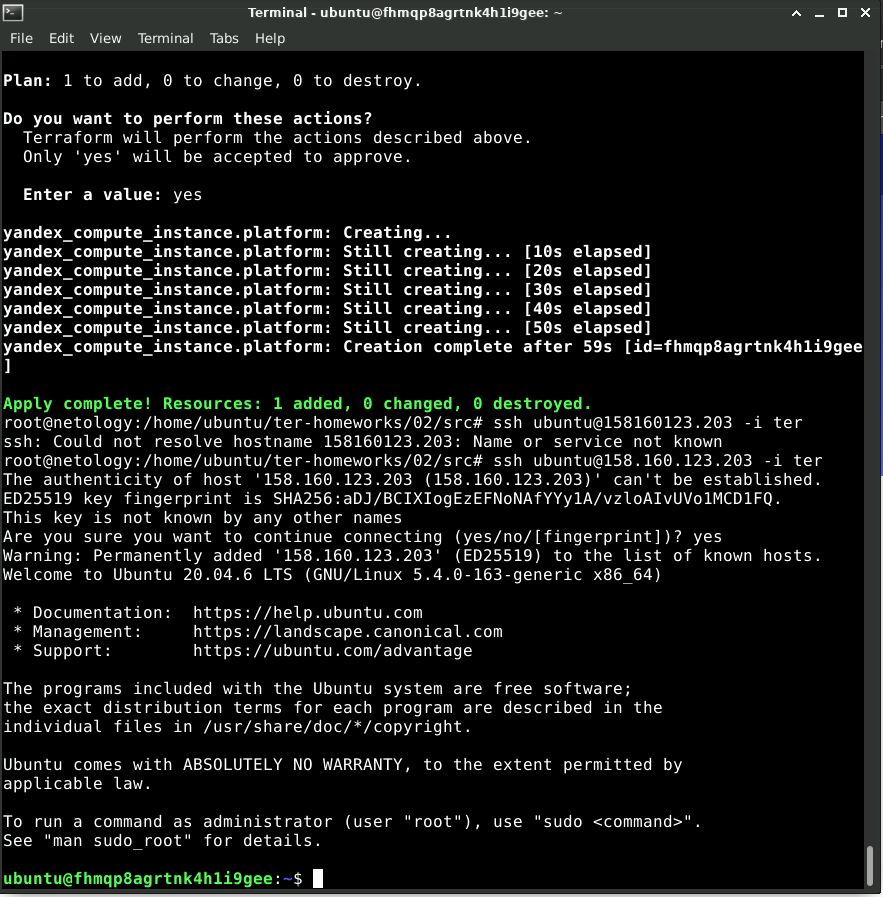 Terminal - ubuntu@fhmqp8agrtnk4h1i9gee: ~
File Edit View Terminal Tabs Help
Plan: 1 to add, 0 to change, 0 to destroy.
Do you want to perform these actions?
Terraform will perform the actions described above.
Only 'yes' will be accepted to approve.
Enter a value: yes
yandex_compute_instance.platform: Creating...
yandex_compute_instance.platform: Still creating... [10s elapsed]
yandex_compute_instance.platform: Still creating... [20s elapsed]
yandex_compute_instance.platform: Still creating... [30s elapsed]
yandex_compute_instance.platform: Still creating... [40s elapsed]
yandex_compute_instance.platform: Still creating... [50s elapsed]
yandex_compute_instance.platform: Creation complete after 59s [id=fhmqp8agrtnk4h1i9gee
]
Apply complete! Resources: 1 added, 0 changed, 0 destroyed.
root@netology:/home/ubuntu/ter-homeworks/02/src# ssh ubuntu@158160123.203 -i ter
ssh: Could not resolve hostname 158160123.203: Name or service not known
root@netology:/home/ubuntu/ter-homeworks/02/src# ssh ubuntu@158.160.123.203 -i ter
The authenticity of host '158.160.123.203 (158.160.123.203)' can't be established.
ED25519 key fingerprint is SHA256:aDJ/BCIXIogEzEFNoNAfYYy1A/vzloAIvUVo1MCD1FQ.
This key is not known by any other names
Are you sure you want to continue connecting (yes/no/[fingerprint])? yes
Warning: Permanently added '158.160.123.203' (ED25519) to the list of known hosts.
Welcome to Ubuntu 20.04.6 LTS (GNU/Linux 5.4.0-163-generic x86_64)
* Documentation:  https://help.ubuntu.com
* Management:     https://landscape.canonical.com
* Support:        https://ubuntu.com/advantage
The programs included with the Ubuntu system are free software;
the exact distribution terms for each program are described in the
individual files in /usr/share/doc/*/copyright.
Ubuntu comes with ABSOLUTELY NO WARRANTY, to the extent permitted by
applicable law.
To run a command as administrator (user "root"), use "sudo <command>".
See "man sudo_root" for details.
ubuntu@fhmqp8agrtnk4h1i9gee:~$